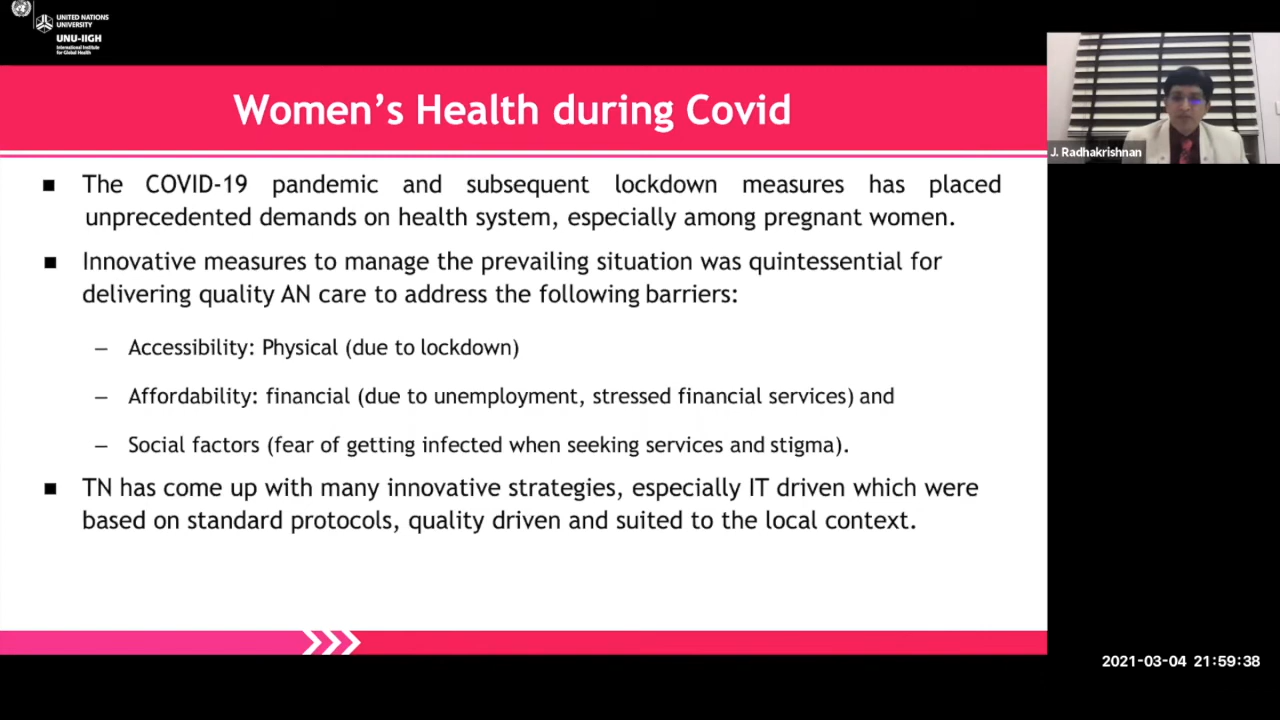 UNITED NATIONS
UNIVERSITY
UNU-IIGH
International Institute
for Global Health
Women's Health during Covid
J. Radhakrishnan
■ The COVID-19 pandemic and subsequent lockdown measures has placed
unprecedented demands on health system, especially among pregnant women.
■ Innovative measures to manage the prevailing situation was quintessential for
delivering quality AN care to address the following barriers:
– Accessibility: Physical (due to lockdown)
– Affordability: financial (due to unemployment, stressed financial services) and
– Social factors (fear of getting infected when seeking services and stigma).
■ TN has come up with many innovative strategies, especially IT driven which were
based on standard protocols, quality driven and suited to the local context.
2021-03-04 21:59:38